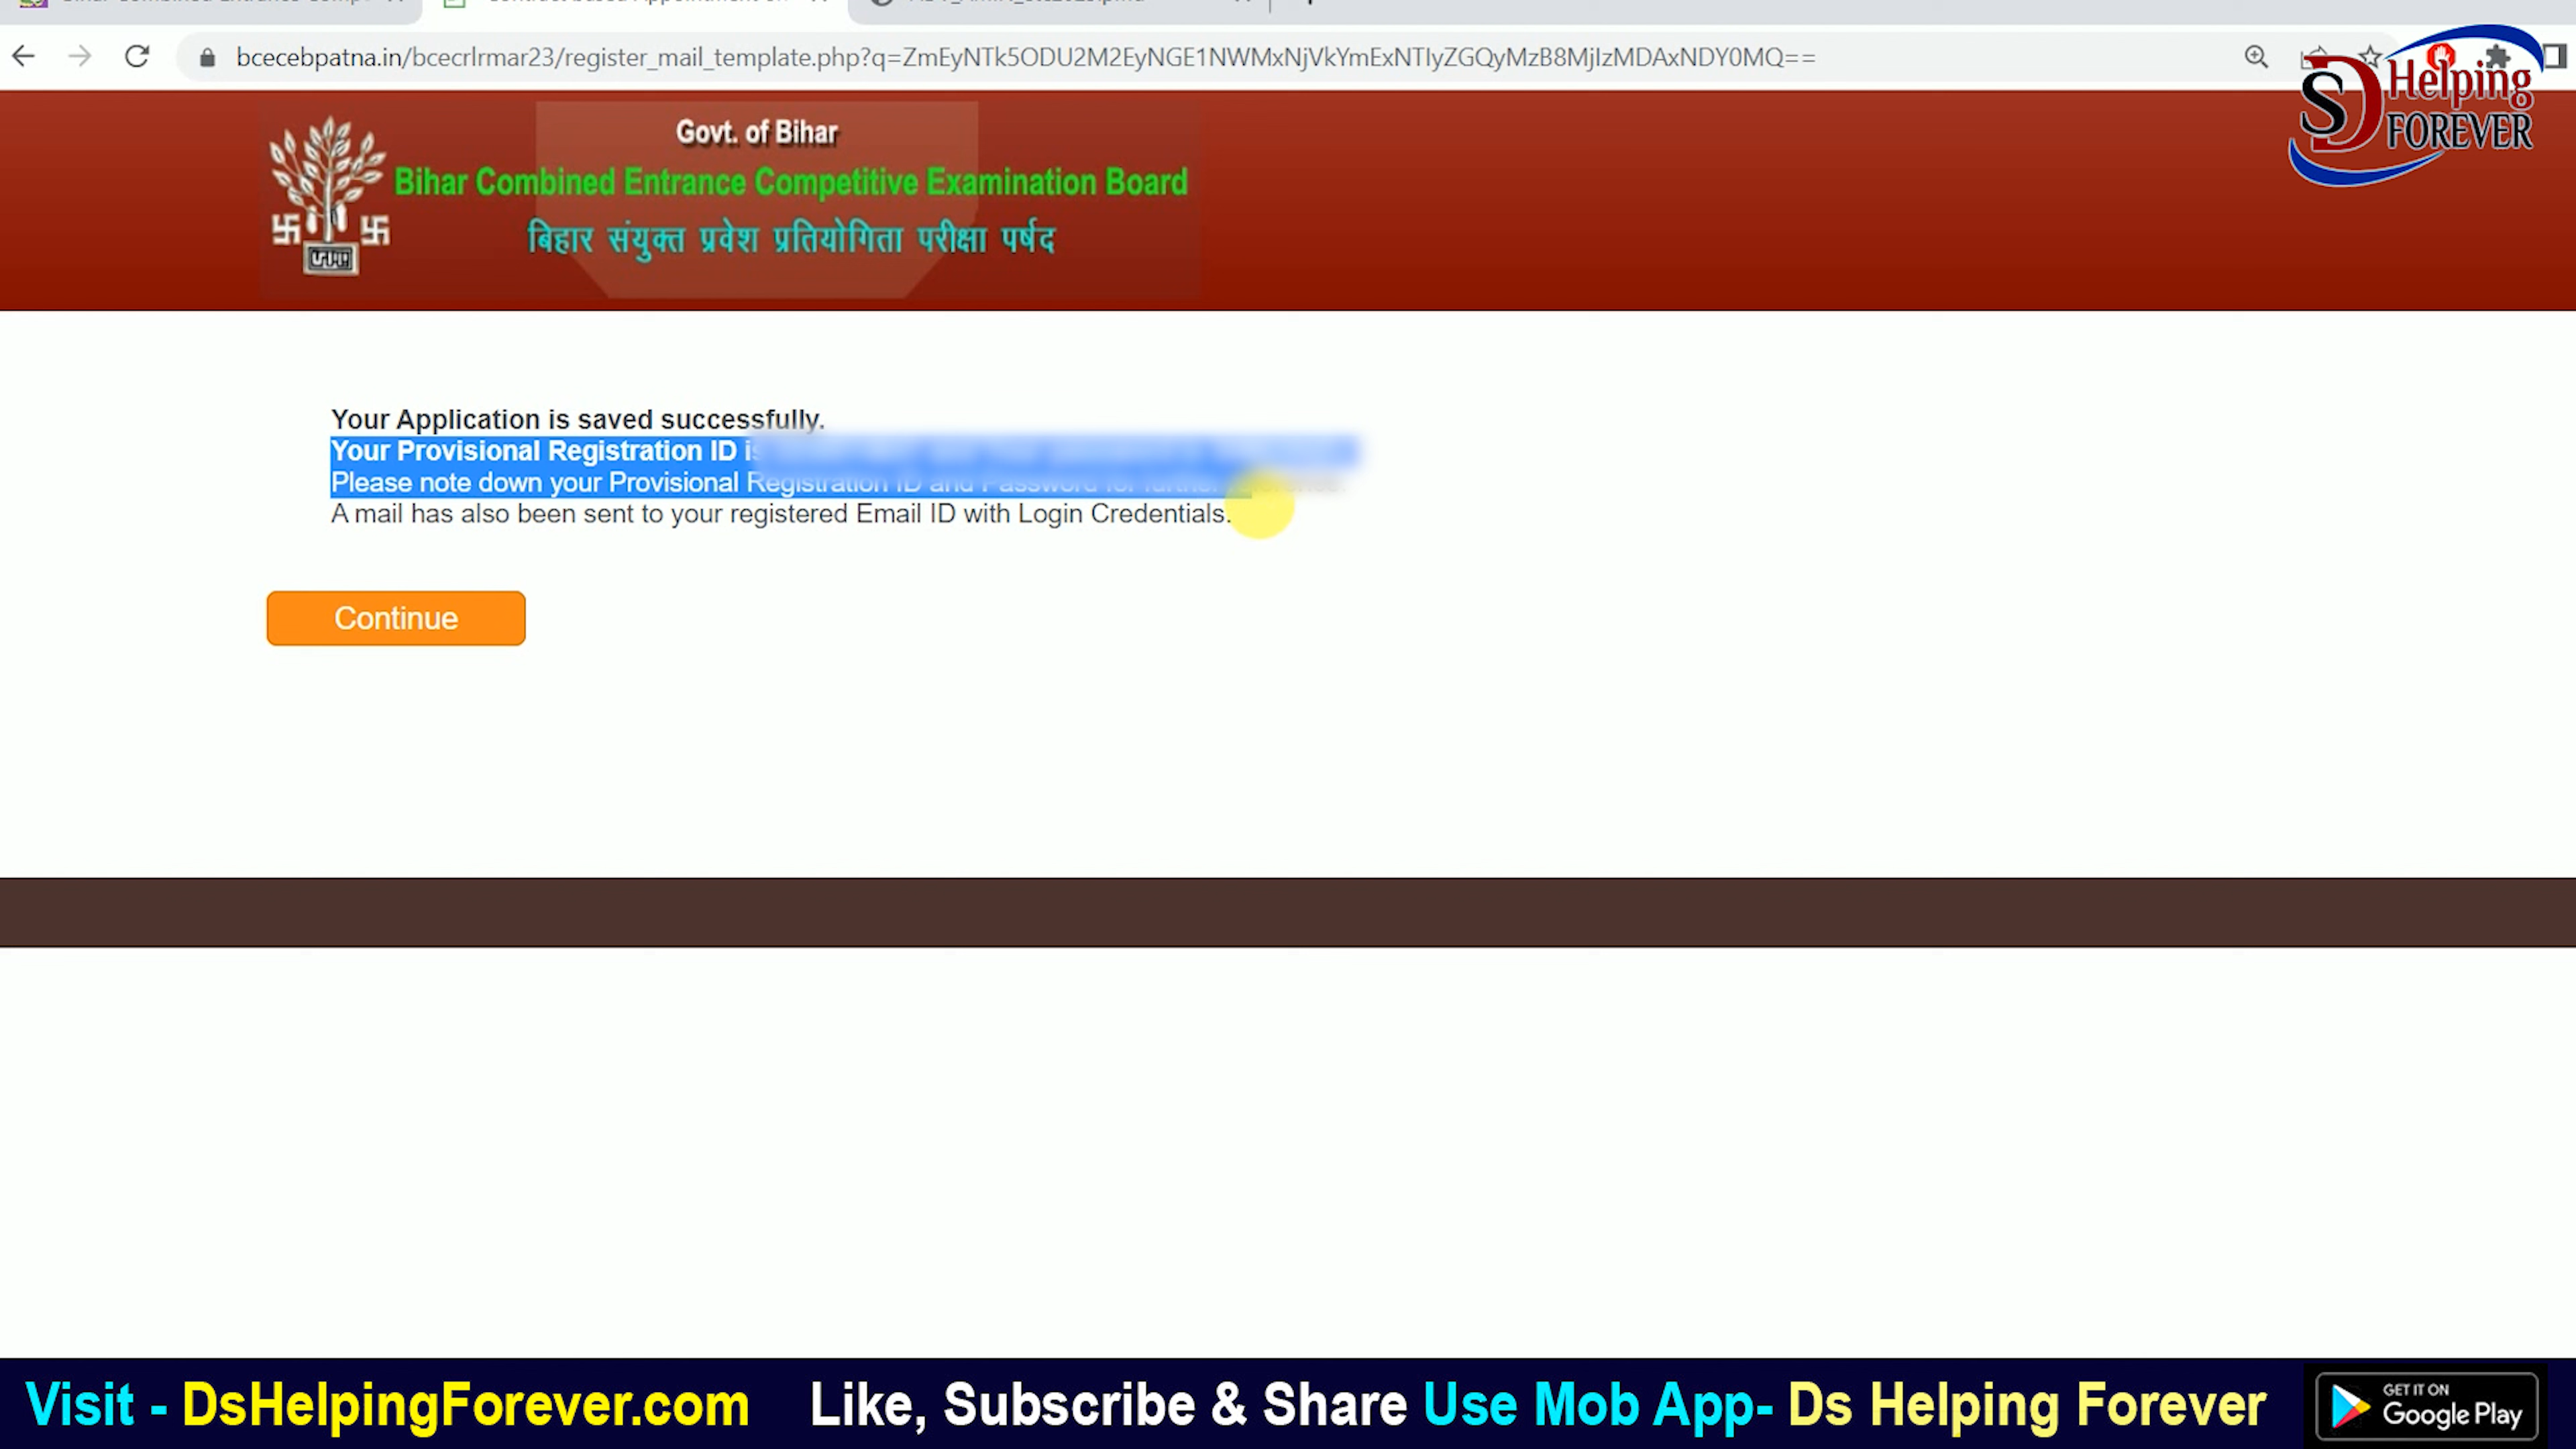 bcecebpatna.in/bcecrlrmar23/register_mail_template.php?q=ZmEyNTk5ODU2M2EyNGE1NWMxNjVkYmExNTIyZGQyMzB8MjIzMDAxNDY0MQ==
SD Helping
FOREVER
Govt. of Bihar
Bihar Combined Entrance Competitive Examination Board
बिहार संयुक्त प्रवेश प्रतियोगिता परीक्षा पर्षद
Your Application is saved successfully.
Your Provisional Registration ID is
Please note down your Provisional Registration ID and Password for further
A mail has also been sent to your registered Email ID with Login Credentials.
Continue
Visit - DsHelpingForever.com Like, Subscribe & Share Use Mob App- Ds Helping Forever
GET IT ON
Google Play